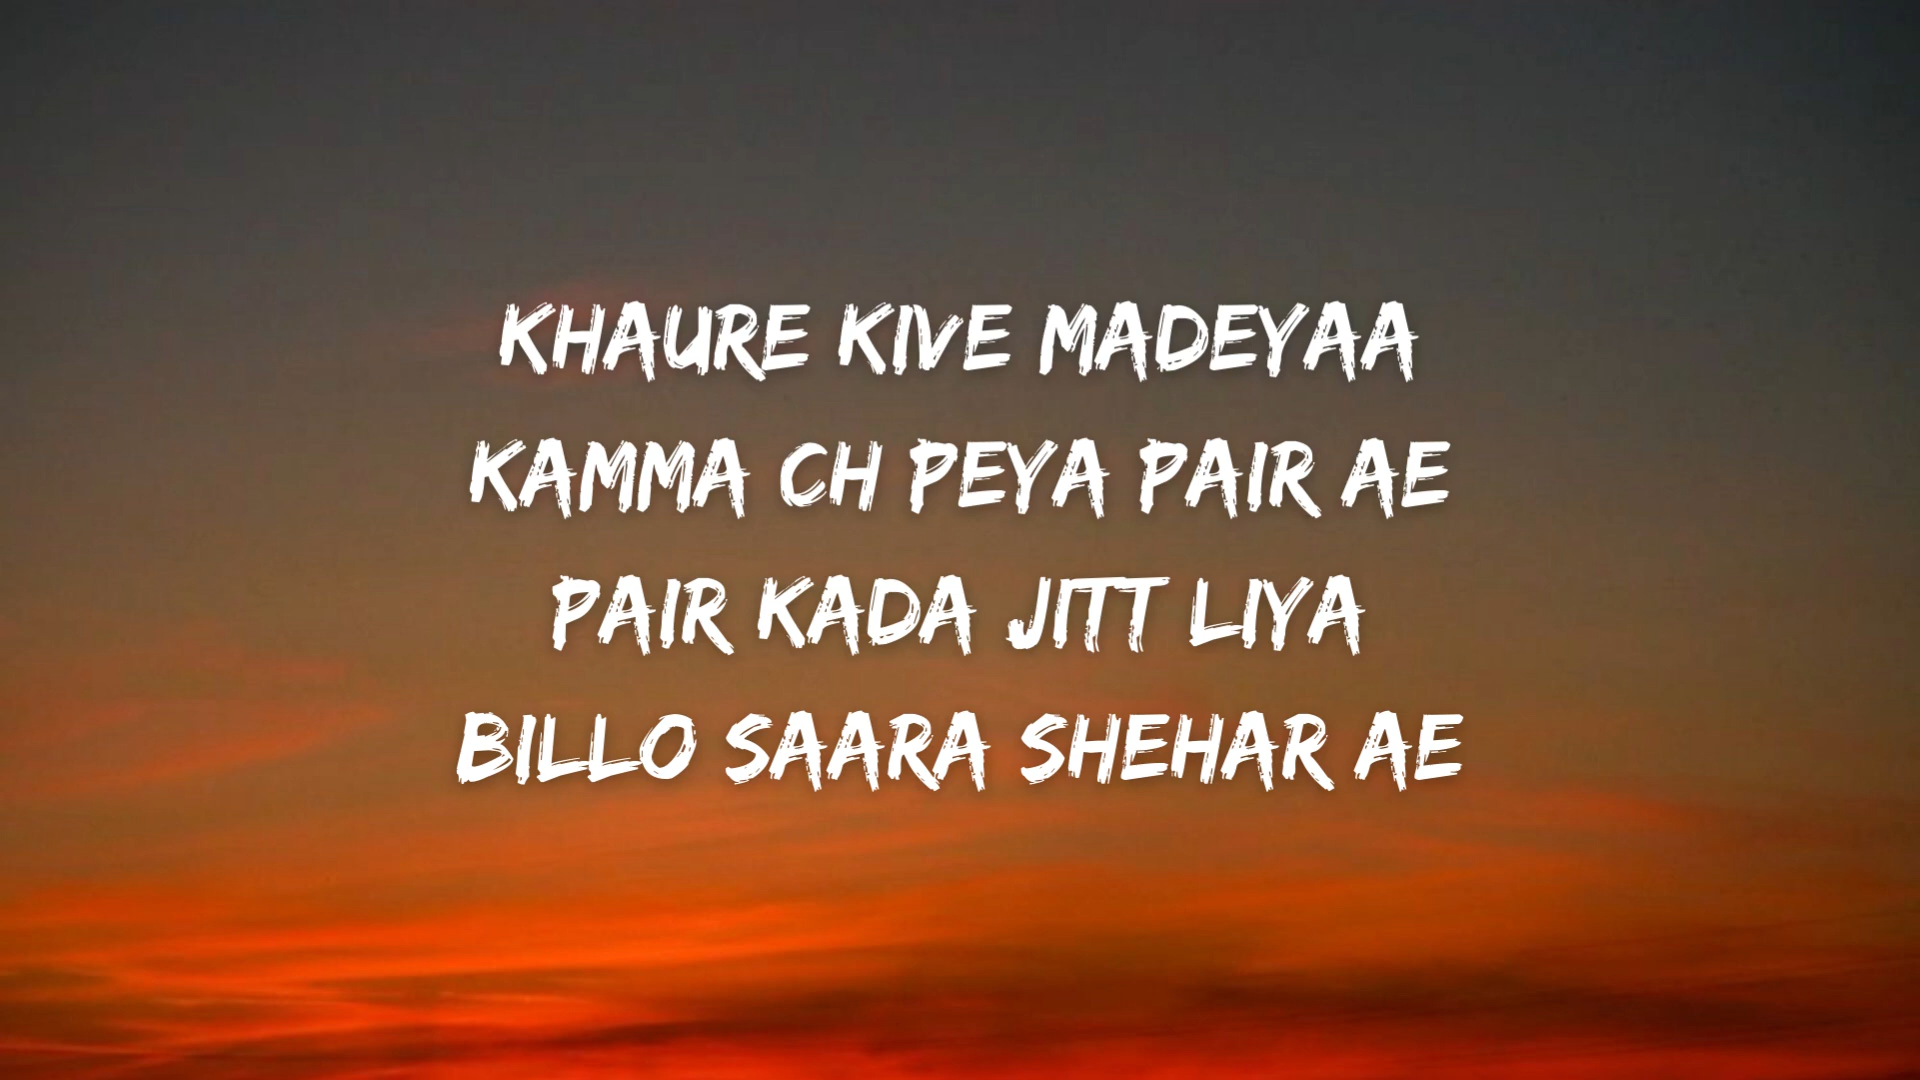 KHAURE KIVE MADEYAA
KAMMA CH PEYA PAIR AE
PAIR KADA JITT LIYA
BILLO SAARA SHEHAR AE